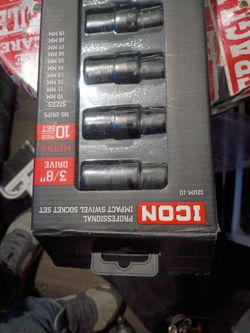 ICON
PROFESSIONAL
IMPACT SWIVEL SOCKET SET
3/8"
DRIVE
METRIC
10 PIECE SET
NO-SKIPS
SIZES
10 MM
11 MM
12 MM
13 MM
14 MM
15 MM
16 MM
17 MM
18 MM
19 MM